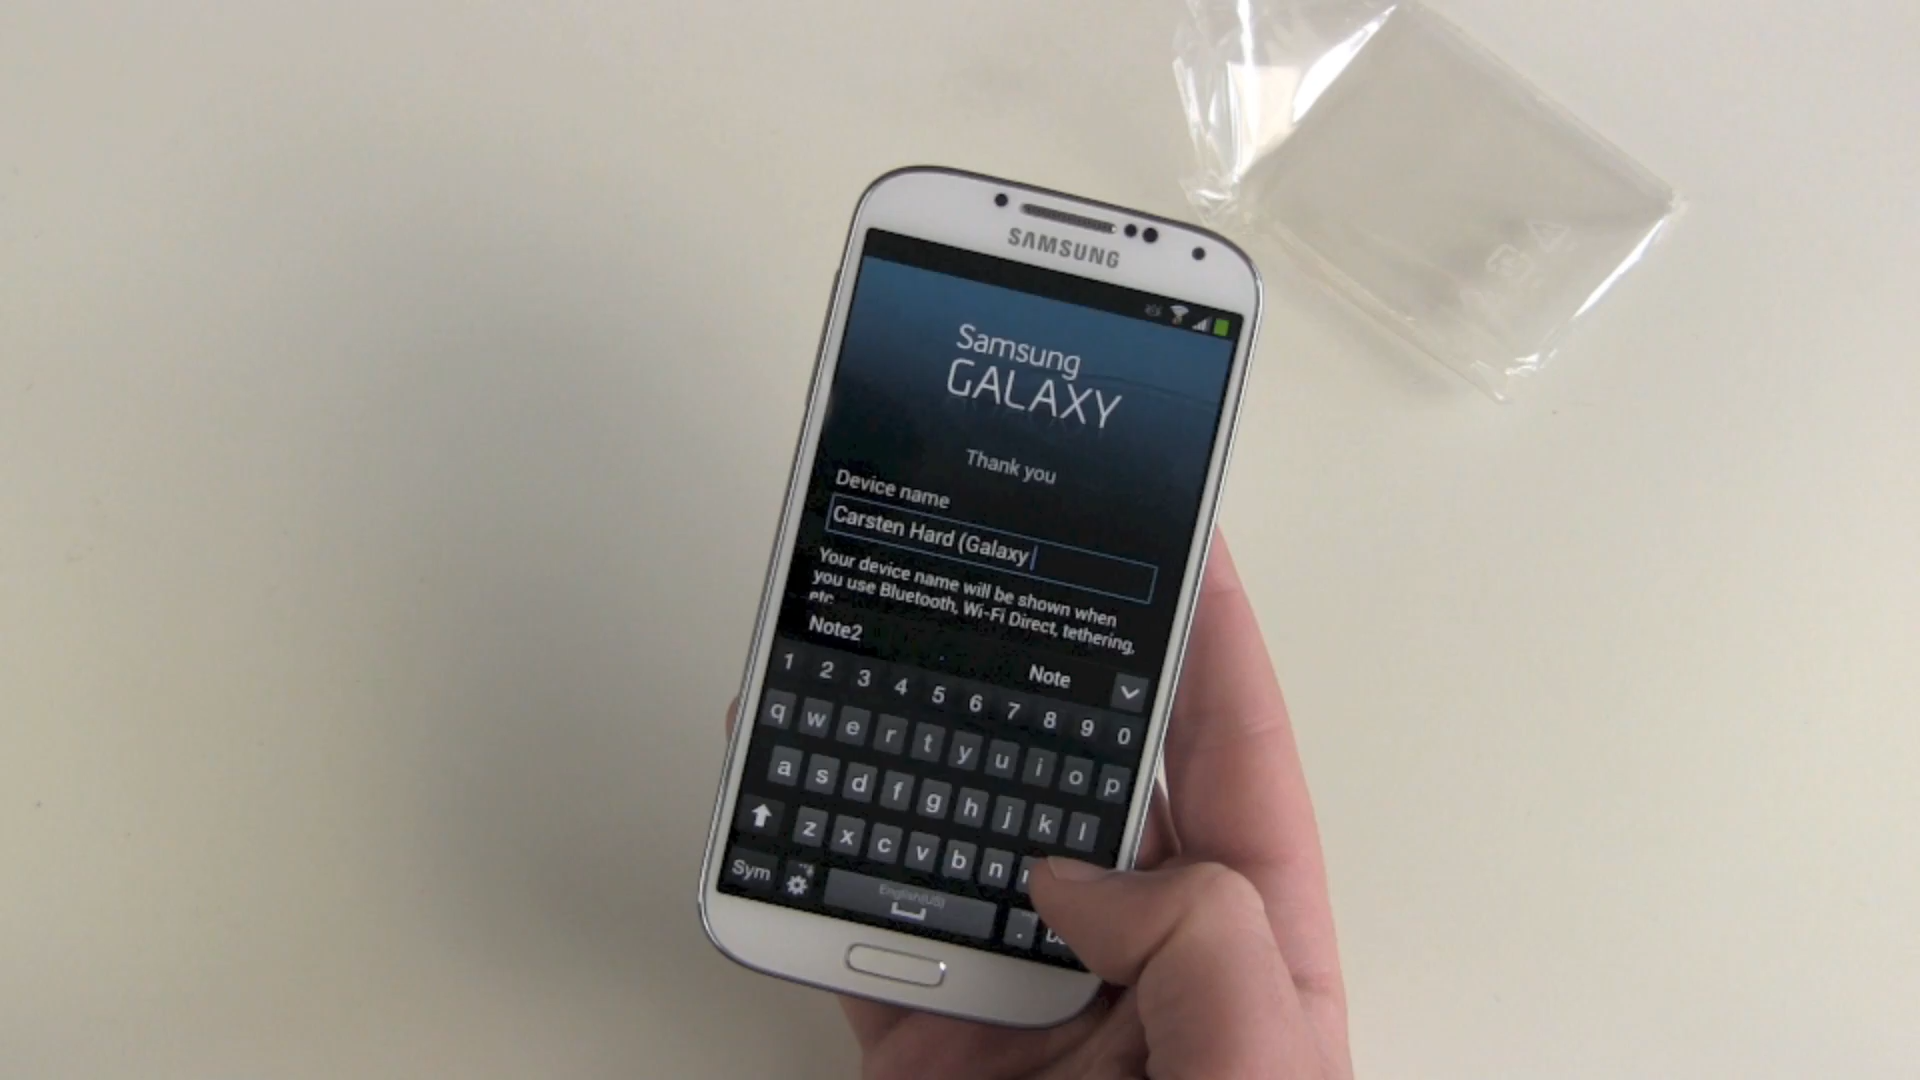 SAMSUNG
Samsung
GALAXY
Thank you
Device name
Carsten Hard (Galaxy
Your device name will be shown when
you use Bluetooth, Wi-Fi Direct, tethering,
etc
Note2 Note
1 2 3 4 5 6 7 8 9 0
q w e r t y u i o p
a s d f g h j k l
z x c v b n
Sym English(US) .